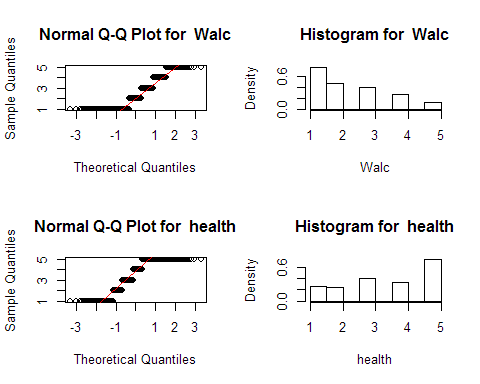 Normal Q-Q Plot for  Walc
Sample Quantiles
1 3 5
-3 -1 1 2 3
Theoretical Quantiles
Histogram for  Walc
Density
0.0 0.6
1 2 3 4 5
Walc
Normal Q-Q Plot for  health
Sample Quantiles
1 3 5
-3 -1 1 2 3
Theoretical Quantiles
Histogram for  health
Density
0.0 0.6
1 2 3 4 5
health